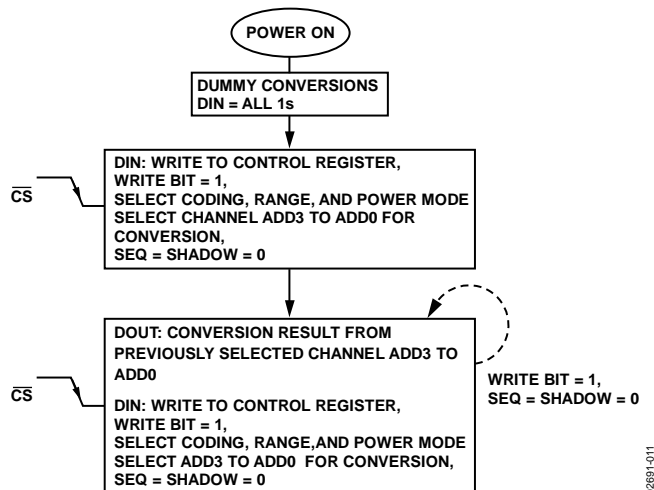 POWER ON
DUMMY CONVERSIONS
DIN = ALL 1s
CS
DIN: WRITE TO CONTROL REGISTER,
WRITE BIT = 1,
SELECT CODING, RANGE, AND POWER MODE
SELECT CHANNEL ADD3 TO ADD0 FOR
CONVERSION,
SEQ = SHADOW = 0
CS
DOUT: CONVERSION RESULT FROM
PREVIOUSLY SELECTED CHANNEL ADD3 TO
ADD0
DIN: WRITE TO CONTROL REGISTER,
WRITE BIT = 1,
SELECT CODING, RANGE,AND POWER MODE
SELECT ADD3 TO ADD0 FOR CONVERSION,
SEQ = SHADOW = 0
WRITE BIT = 1,
SEQ = SHADOW = 0